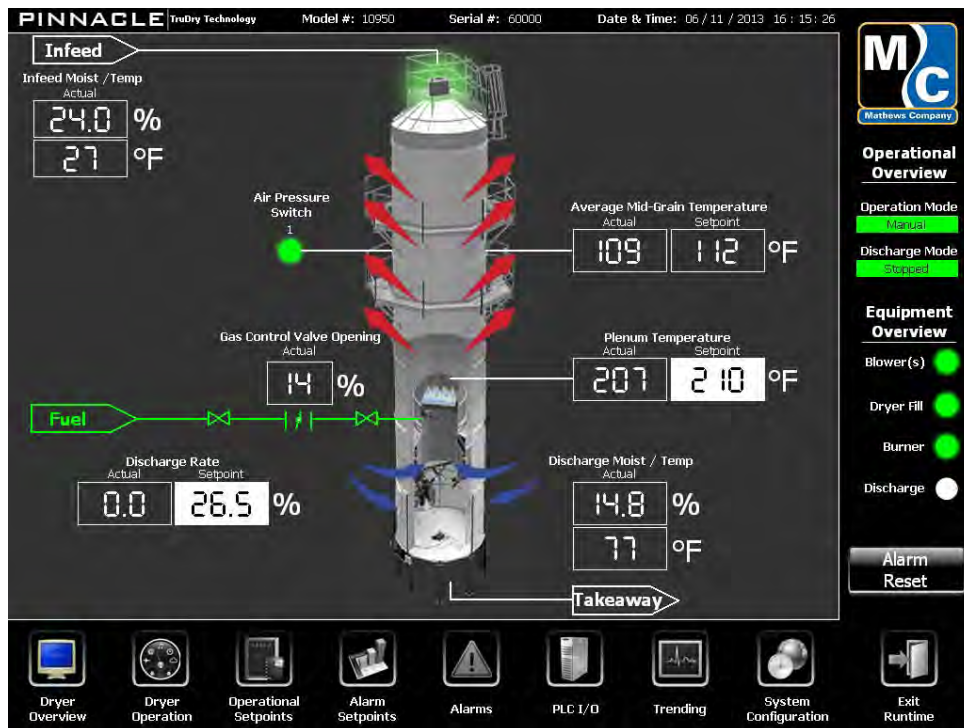 PINNACLE TruDry Technology Model #: 10950 Serial #: 60000 Date & Time: 06 / 11 / 2013 16 : 15 : 26
Infeed
Infeed Moist /Temp
Actual
24.0 %
27 °F
Air Pressure
Switch
1
Average Mid-Grain Temperature
Actual Setpoint
109 112 °F
Gas Control Valve Opening
Actual
14 %
Plenum Temperature
Actual Setpoint
207 210 °F
Fuel
Discharge Rate
Actual Setpoint
0.0 26.5 %
Discharge Moist / Temp
Actual
14.8 %
77 °F
Takeaway
MC
Mathews Company
Operational
Overview
Operation Mode
Manual
Discharge Mode
Stopped
Equipment
Overview
Blower(s)
Dryer Fill
Burner
Discharge
Alarm
Reset
Dryer
Overview
Dryer
Operation
Operational
Setpoints
Alarm
Setpoints
Alarms
PLC I/O
Trending
System
Configuration
Exit
Runtime